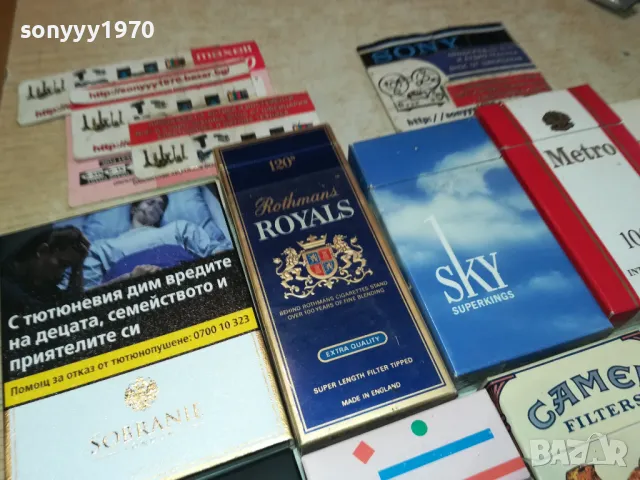 sonyyy1970
maxell
http://sonyyy1970.bazar.bg/
SONY
http://sonyyy
120's
Rothmans
ROYALS
BEHIND ROTHMANS CIGARETTES STAND
OVER 100 YEARS OF FINE BLENDING
EXTRA QUALITY
SUPER LENGTH FILTER TIPPED
MADE IN ENGLAND
SKY
SUPERKINGS
Metro
С тютюневия дим вредите
на децата, семейството и
приятелите си
Помощ за отказ от тютюнопушене: 0700 10 323
SOBRANIE
CAMEL
FILTERS
BAZAR